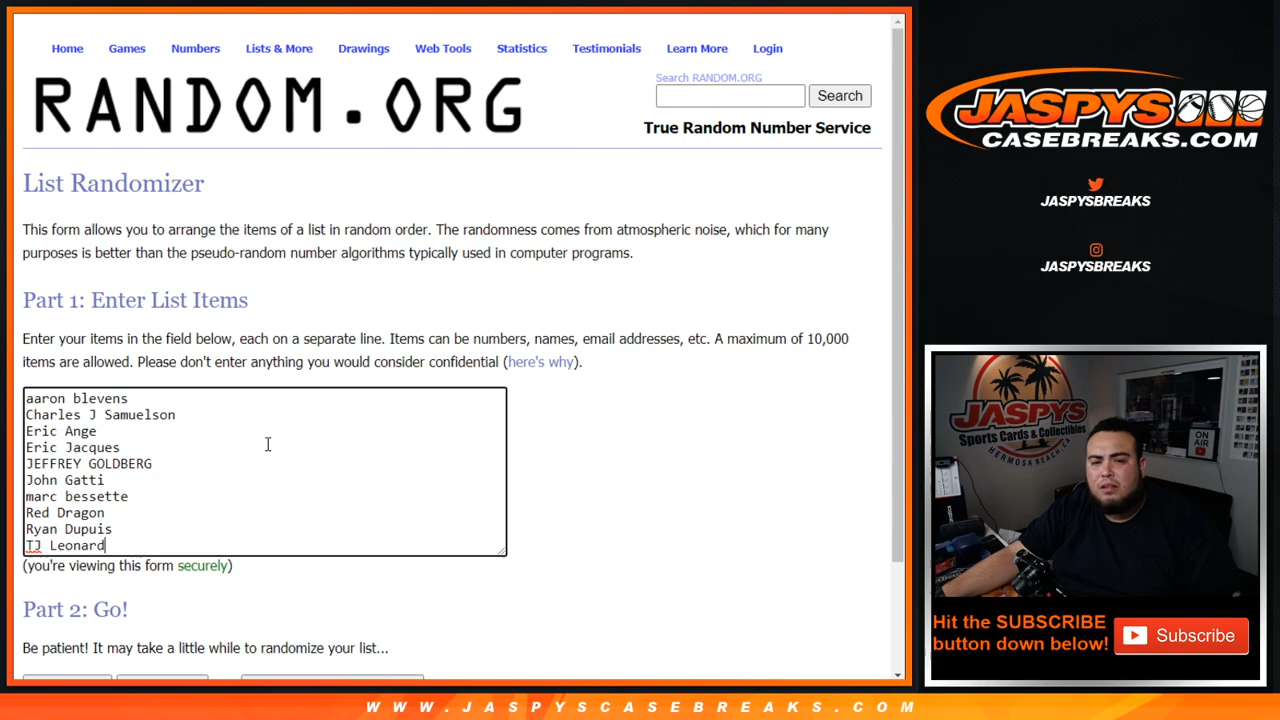 Home Games Numbers Lists & More Drawings Web Tools Statistics Testimonials Learn More Login
RANDOM.ORG
Search RANDOM.ORG
Search
True Random Number Service
List Randomizer
This form allows you to arrange the items of a list in random order. The randomness comes from atmospheric noise, which for many
purposes is better than the pseudo-random number algorithms typically used in computer programs.
Part 1: Enter List Items
Enter your items in the field below, each on a separate line. Items can be numbers, names, email addresses, etc. A maximum of 10,000
items are allowed. Please don't enter anything you would consider confidential (here's why).
aaron blevens
Charles J Samuelson
Eric Ange
Eric Jacques
JEFFREY GOLDBERG
John Gatti
marc bessette
Red Dragon
Ryan Dupuis
TJ Leonard
(you're viewing this form securely)
Part 2: Go!
Be patient! It may take a little while to randomize your list...
JASPYS
CASEBREAKS.COM
JASPYSBREAKS
JASPYSBREAKS
JASPYS
Sports Cards & Collectibles
HERMOSA BEACH, CA
ON
AIR
Hit the SUBSCRIBE
button down below!
Subscribe
WWW.JASPYSCASEBREAKS.COM